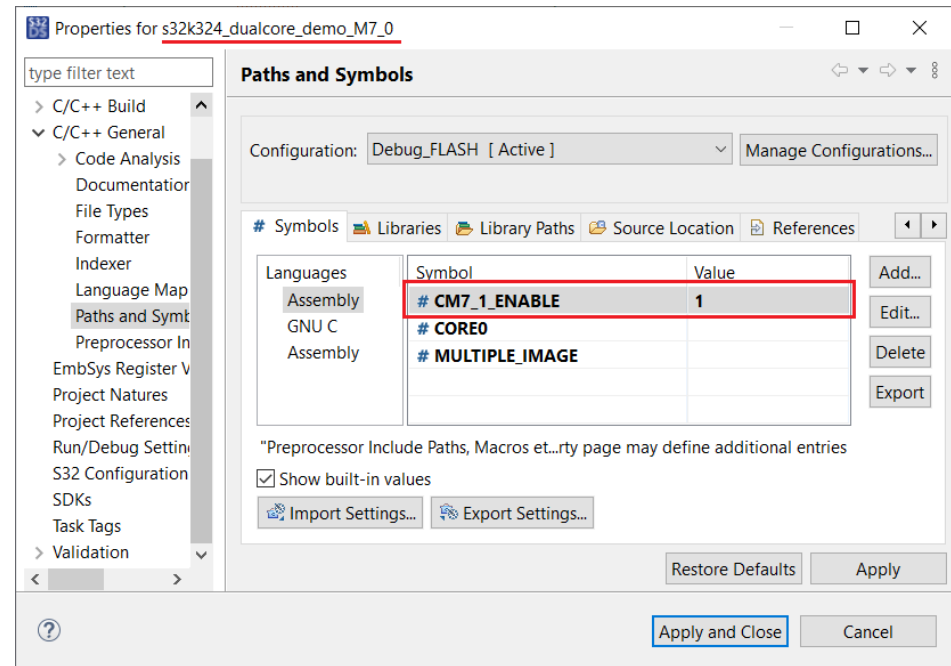 S32
DS
Properties for s32k324_dualcore_demo_M7_0
type filter text
C/C++ Build
C/C++ General
Code Analysis
Documentation
File Types
Formatter
Indexer
Language Map
Paths and Symb
Preprocessor In
EmbSys Register V
Project Natures
Project References
Run/Debug Settin
S32 Configuration
SDKs
Task Tags
Validation
Paths and Symbols
Configuration: Debug_FLASH [ Active ] Manage Configurations...
# Symbols Libraries Library Paths Source Location References
Languages
Assembly
GNU C
Assembly
Symbol Value
# CM7_1_ENABLE 1
# CORE0
# MULTIPLE_IMAGE
Add...
Edit...
Delete
Export
"Preprocessor Include Paths, Macros et...rty page may define additional entries
Show built-in values
Import Settings... Export Settings...
Restore Defaults Apply
? Apply and Close Cancel